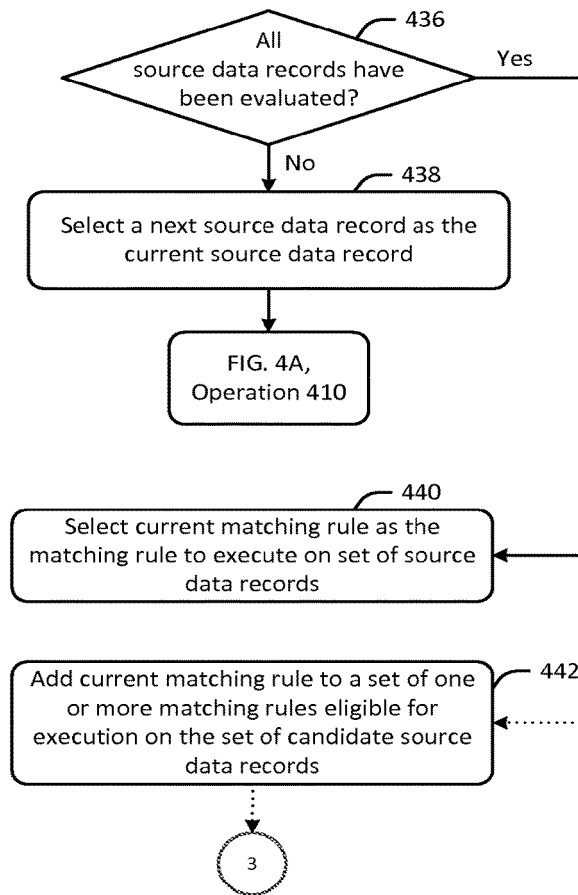 436
All
source data records have
been evaluated?
Yes
No
438
Select a next source data record as the
current source data record
FIG. 4A,
Operation 410
440
Select current matching rule as the
matching rule to execute on set of source
data records
442
Add current matching rule to a set of one
or more matching rules eligible for
execution on the set of candidate source
data records
3